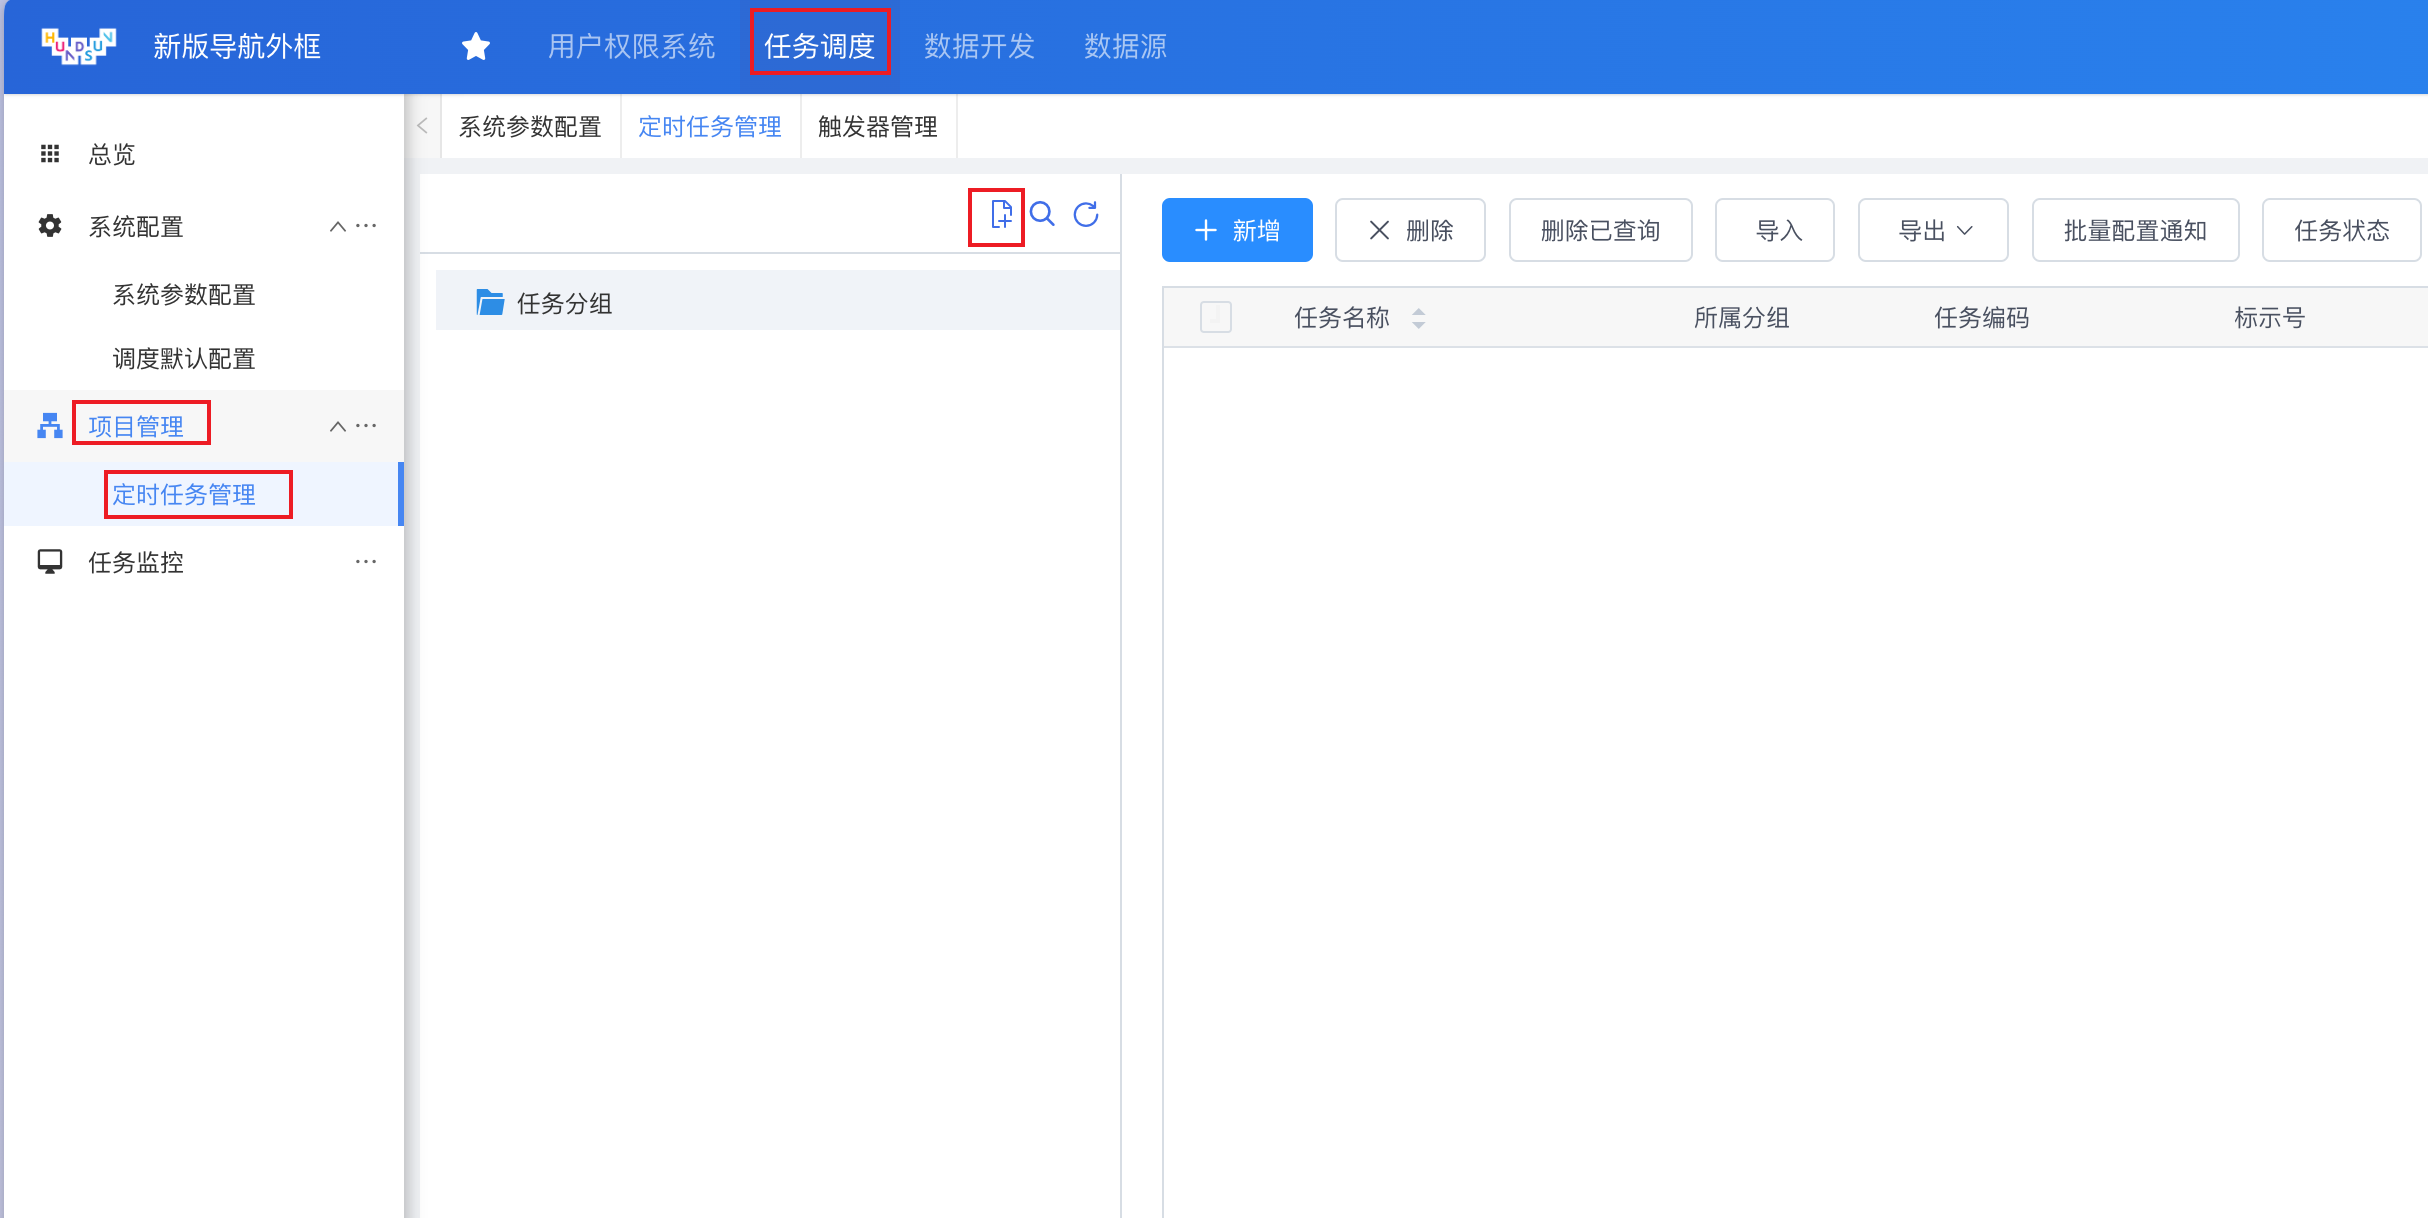 HUNDSUN 新版导航外框 用户权限系统 任务调度 数据开发 数据源
系统参数配置 定时任务管理 触发器管理
总览
系统配置
系统参数配置
调度默认配置
项目管理
定时任务管理
任务监控
任务分组
新增 删除 删除已查询 导入 导出 批量配置通知 任务状态
任务名称 所属分组 任务编码 标示号